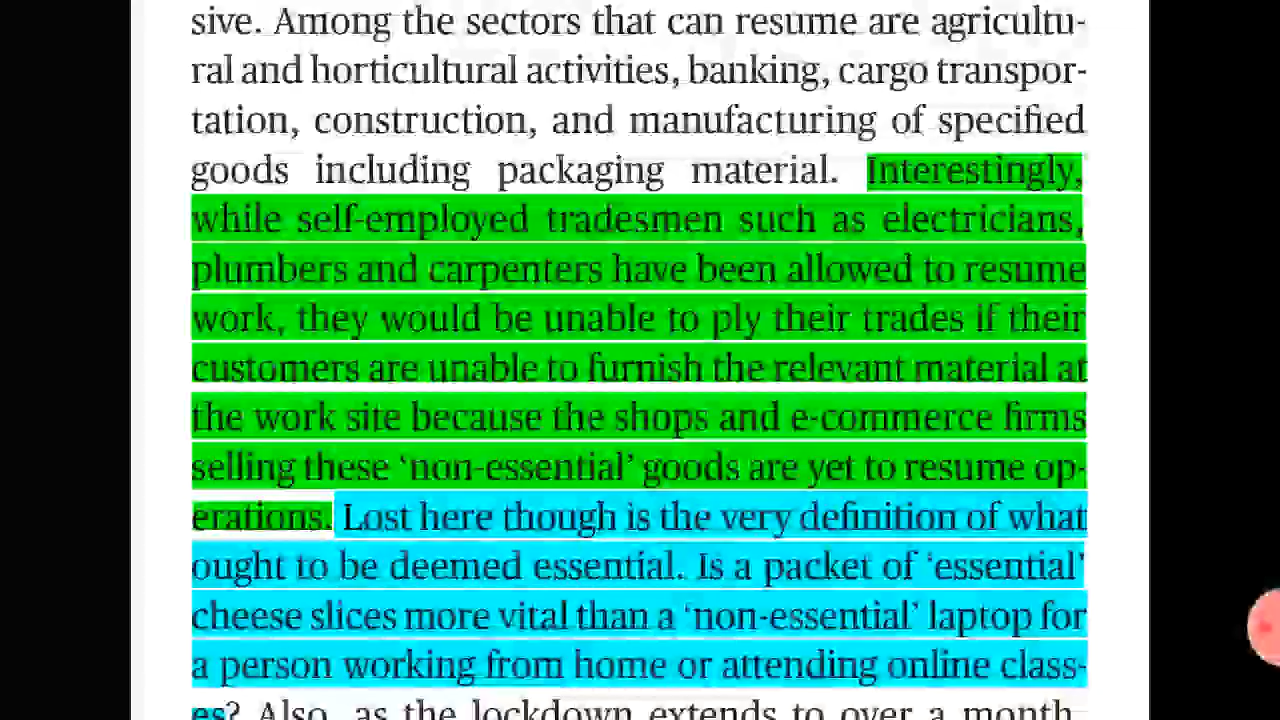 sive. Among the sectors that can resume are agricultu-
ral and horticultural activities, banking, cargo transpor-
tation, construction, and manufacturing of specified
goods including packaging material. Interestingly,
while self-employed tradesmen such as electricians,
plumbers and carpenters have been allowed to resume
work, they would be unable to ply their trades if their
customers are unable to furnish the relevant material at
the work site because the shops and e-commerce firms
selling these ‘non-essential’ goods are yet to resume op-
erations. Lost here though is the very definition of what
ought to be deemed essential. Is a packet of ‘essential’
cheese slices more vital than a ‘non-essential’ laptop for
a person working from home or attending online class-
es? Also, as the lockdown extends to over a month,